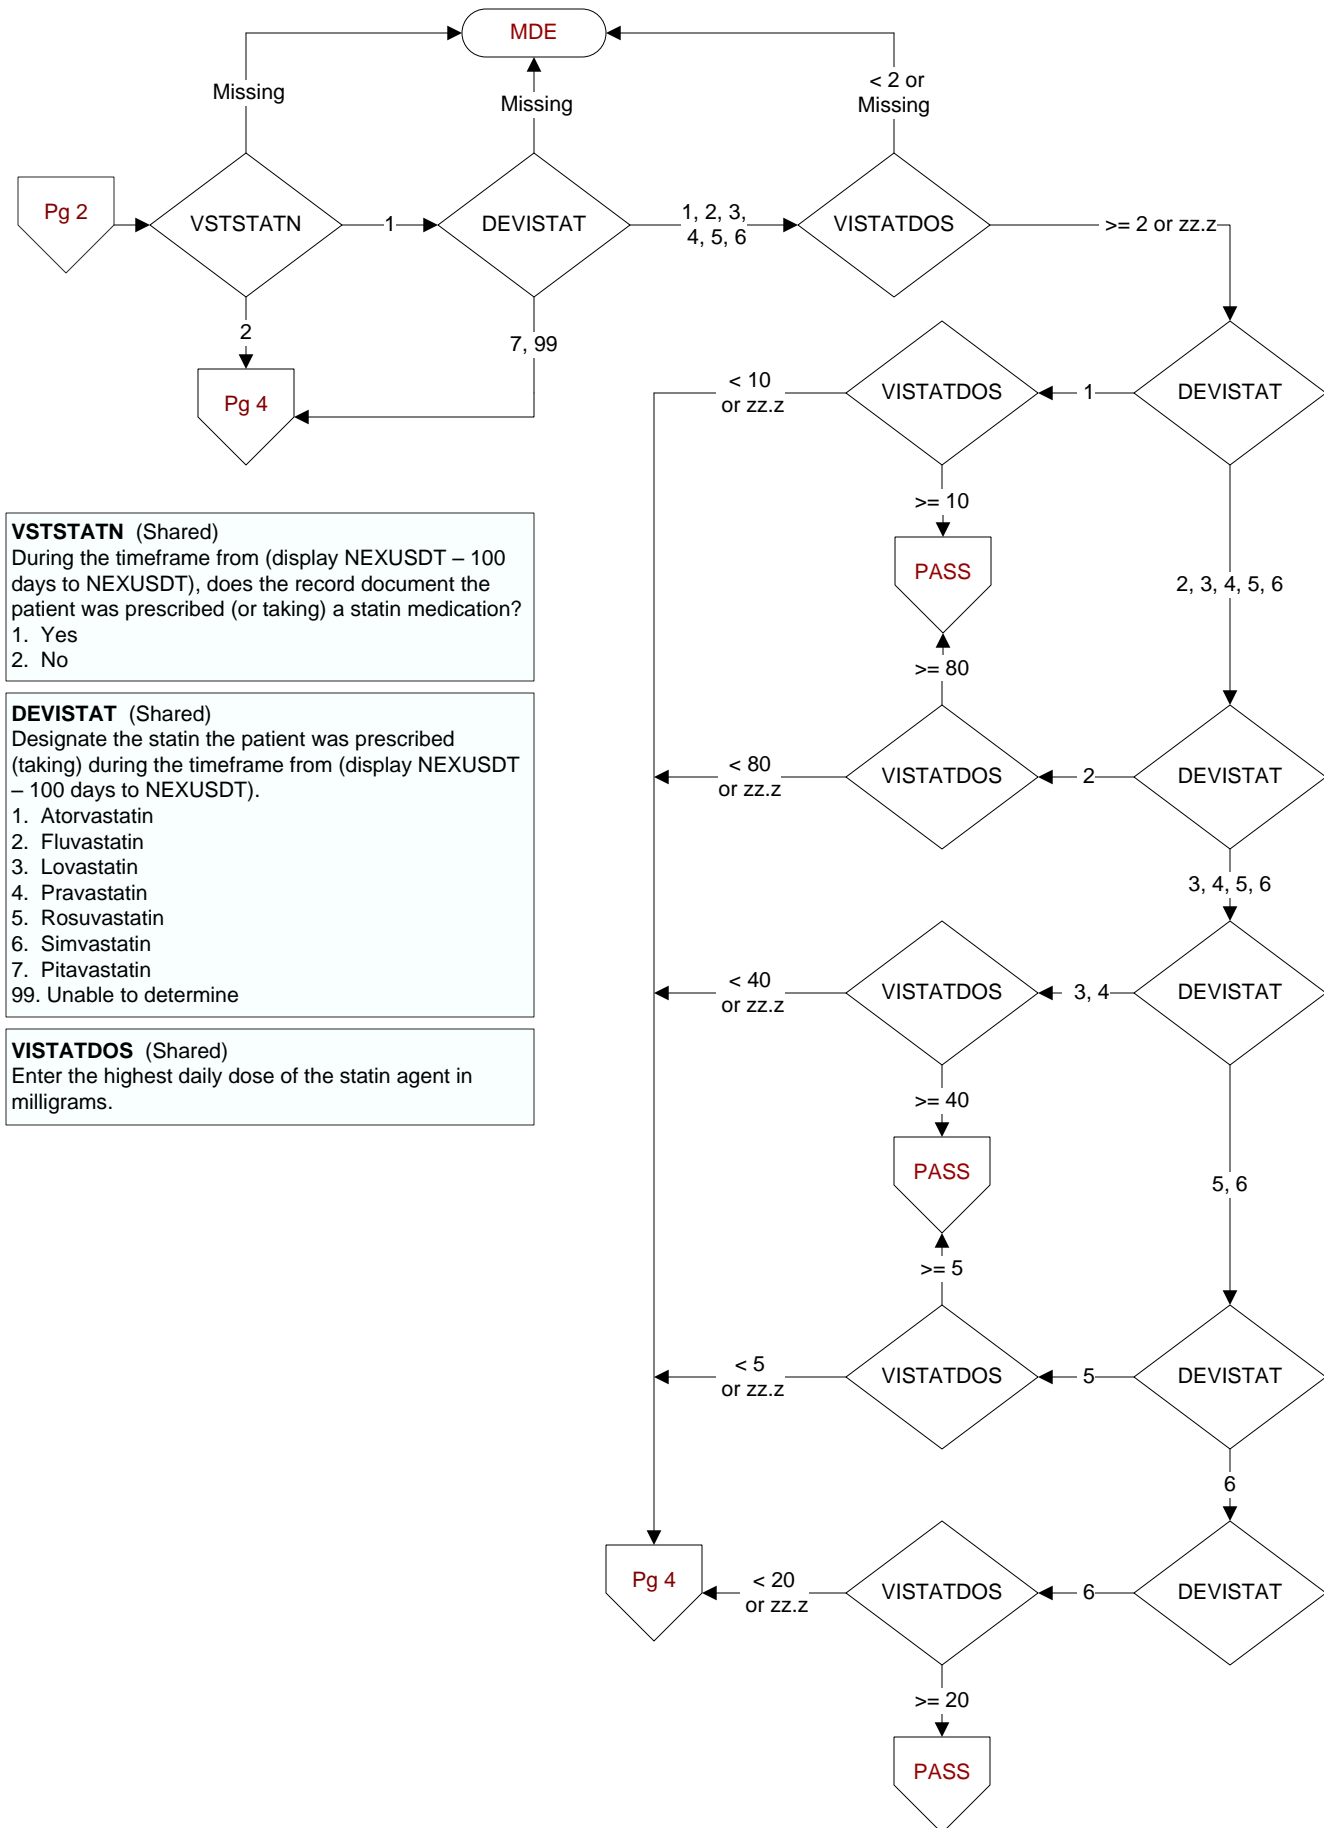 MDE
Missing
Missing
< 2 or
Missing
Pg 2
VSTSTATN
1
DEVISTAT
1, 2, 3,
4, 5, 6
VISTATDOS
>= 2 or zz.z
2
7, 99
Pg 4
< 10
or zz.z
VISTATDOS
1
DEVISTAT
>= 10
PASS
2, 3, 4, 5, 6
>= 80
< 80
or zz.z
VISTATDOS
2
DEVISTAT
3, 4, 5, 6
< 40
or zz.z
VISTATDOS
3, 4
DEVISTAT
>= 40
PASS
5, 6
>= 5
< 5
or zz.z
VISTATDOS
5
DEVISTAT
6
Pg 4
< 20
or zz.z
VISTATDOS
6
DEVISTAT
>= 20
PASS
VSTSTATN (Shared)
During the timeframe from (display NEXUSDT – 100
days to NEXUSDT), does the record document the
patient was prescribed (or taking) a statin medication?
1. Yes
2. No
DEVISTAT (Shared)
Designate the statin the patient was prescribed
(taking) during the timeframe from (display NEXUSDT
– 100 days to NEXUSDT).
1. Atorvastatin
2. Fluvastatin
3. Lovastatin
4. Pravastatin
5. Rosuvastatin
6. Simvastatin
7. Pitavastatin
99. Unable to determine
VISTATDOS (Shared)
Enter the highest daily dose of the statin agent in
milligrams.